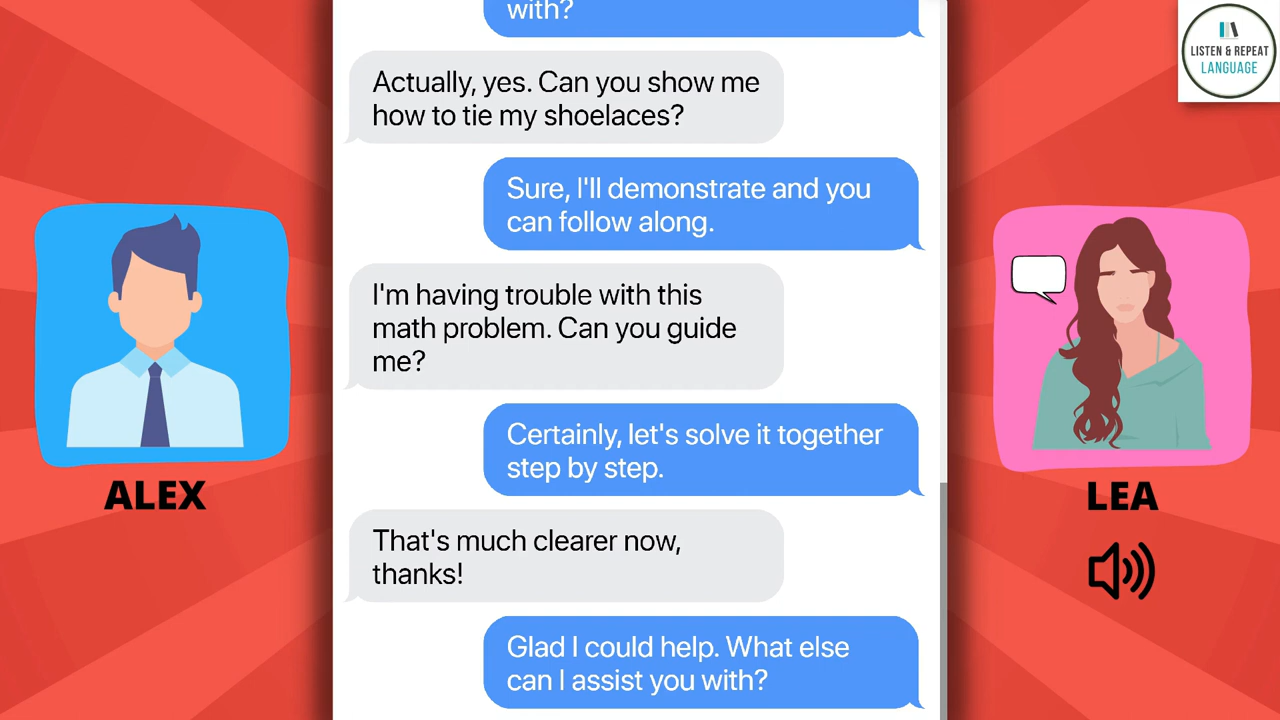 with?
Actually, yes. Can you show me
how to tie my shoelaces?
Sure, I'll demonstrate and you
can follow along.
I'm having trouble with this
math problem. Can you guide
me?
Certainly, let's solve it together
step by step.
That's much clearer now,
thanks!
Glad I could help. What else
can I assist you with?
ALEX
LEA
LISTEN & REPEAT
LANGUAGE